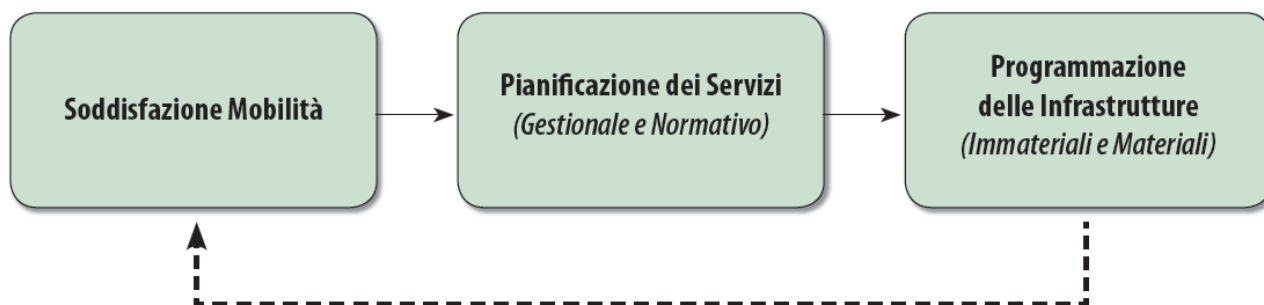 Soddisfazione Mobilità
Pianificazione dei Servizi
(Gestionale e Normativo)
Programmazione
delle Infrastrutture
(Immateriali e Materiali)